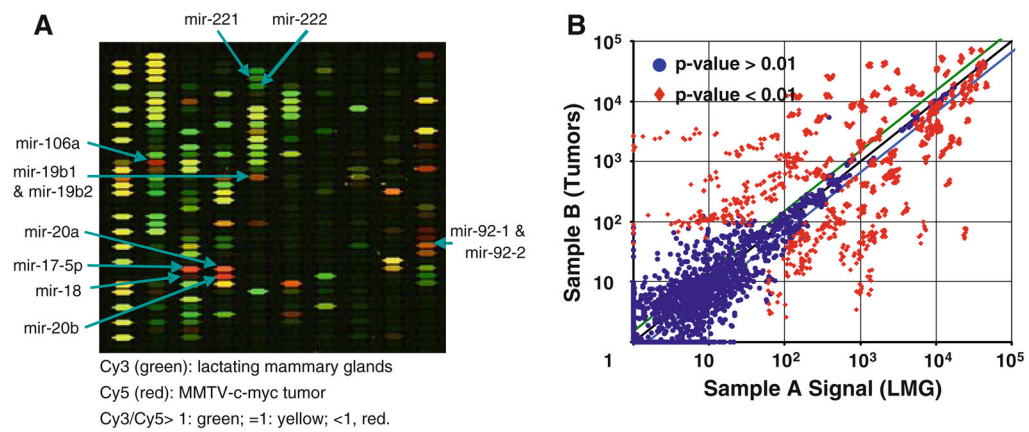 A
mir-221
mir-222
mir-106a
mir-19b1
& mir-19b2
mir-20a
mir-17-5p
mir-18
mir-20b
mir-92-1 &
mir-92-2
Cy3 (green): lactating mammary glands
Cy5 (red): MMTV-c-myc tumor
Cy3/Cy5> 1: green; =1: yellow; <1, red.
B
p-value > 0.01
p-value < 0.01
Sample B (Tumors)
10⁵
10⁴
10³
10²
10
1
10
10²
10³
10⁴
10⁵
Sample A Signal (LMG)